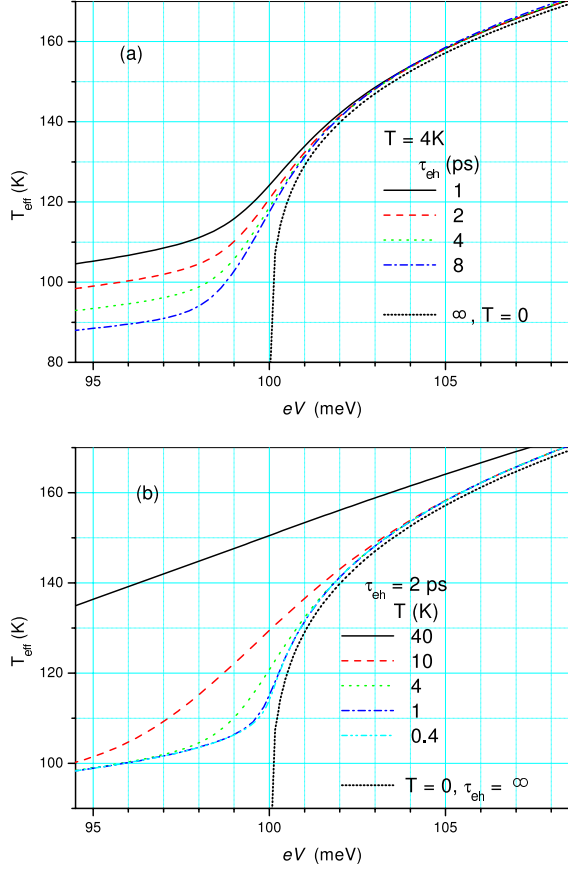 (a)
T_eff (K)
160
140
120
100
80
T = 4K
τ_eh (ps)
1
2
4
8
∞, T = 0
95 100 105
eV (meV)
(b)
T_eff (K)
160
140
120
100
τ_eh = 2 ps
T (K)
40
10
4
1
0.4
T = 0, τ_eh = ∞
95 100 105
eV (meV)